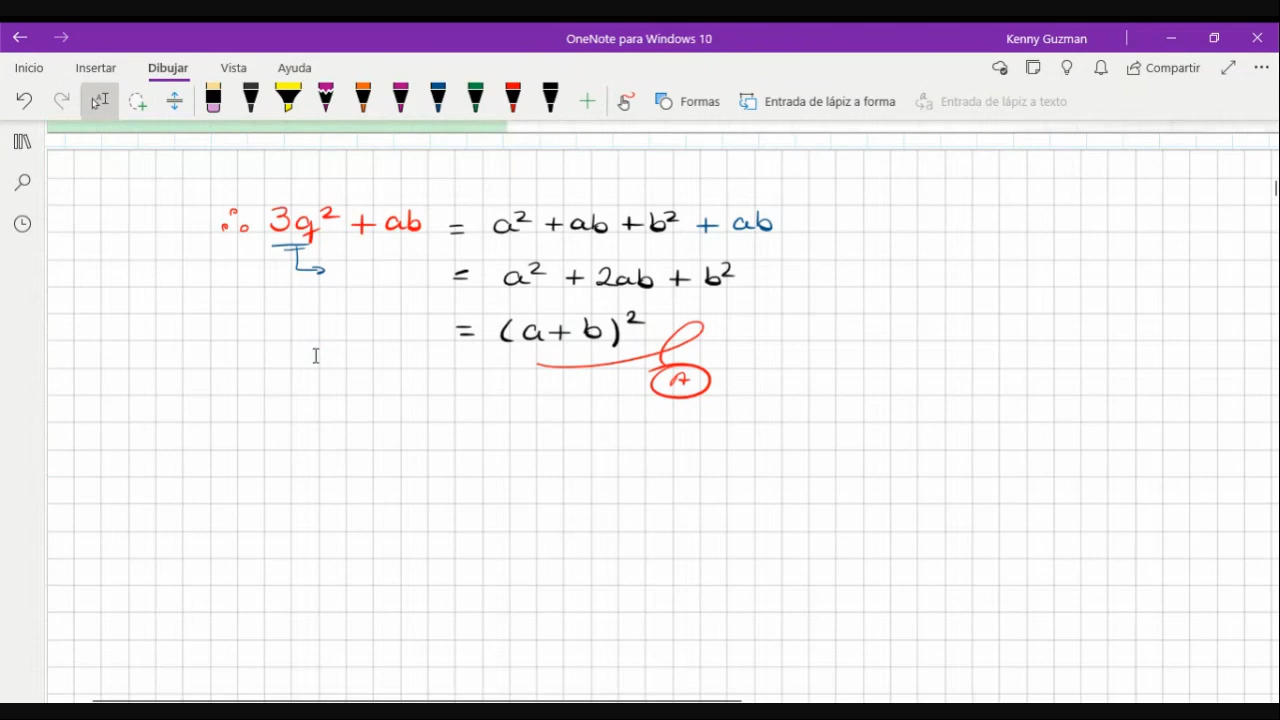 OneNote para Windows 10
Kenny Guzman
Inicio Insertar Dibujar Vista Ayuda
Compartir
Formas Entrada de lápiz a forma Entrada de lápiz a texto
∴ 3q² + ab = a² + ab + b² + ab
= a² + 2ab + b²
= (a + b)²
A